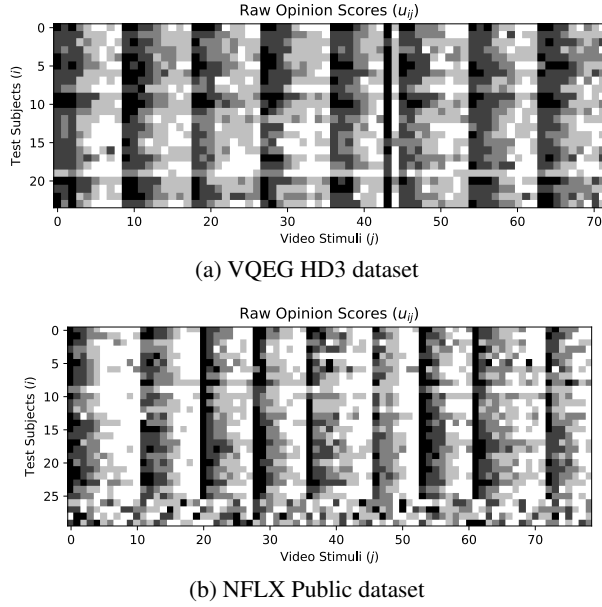 Raw Opinion Scores (u_ij)
0
5
10
15
20
Test Subjects (i)
0 10 20 30 40 50 60 70
Video Stimuli (j)
(a) VQEG HD3 dataset
Raw Opinion Scores (u_ij)
0
5
10
15
20
25
Test Subjects (i)
0 10 20 30 40 50 60 70
Video Stimuli (j)
(b) NFLX Public dataset